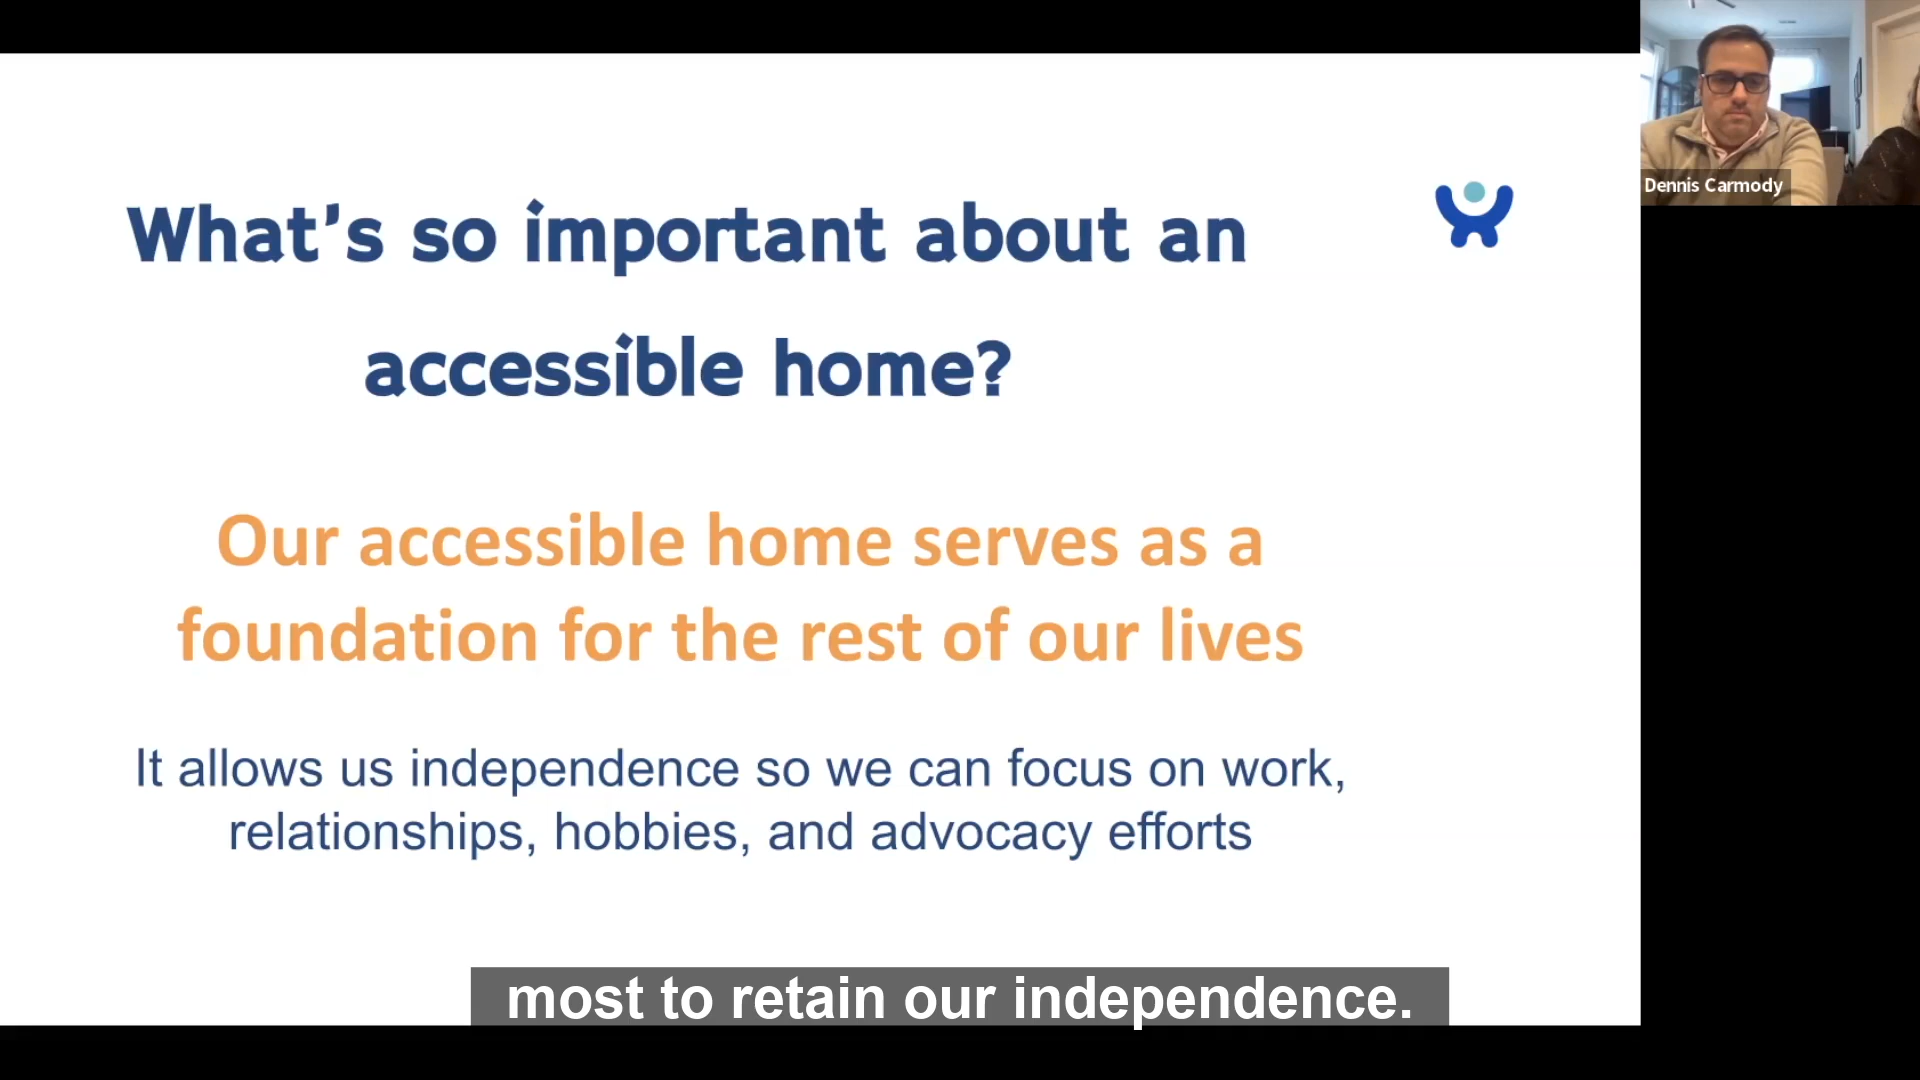 What's so important about an
accessible home?
Our accessible home serves as a
foundation for the rest of our lives
It allows us independence so we can focus on work,
relationships, hobbies, and advocacy efforts
most to retain our independence.
Dennis Carmody